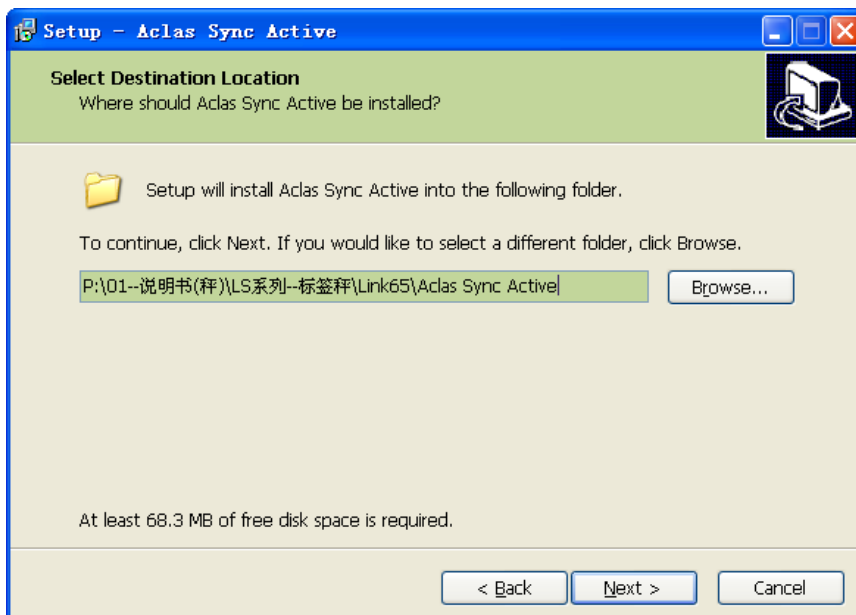 Setup - Aclas Sync Active
Select Destination Location
Where should Aclas Sync Active be installed?
Setup will install Aclas Sync Active into the following folder.
To continue, click Next. If you would like to select a different folder, click Browse.
P:\01--说明书(秤)\LS系列--标签秤\Link65\Aclas Sync Active
Browse...
At least 68.3 MB of free disk space is required.
< Back
Next >
Cancel